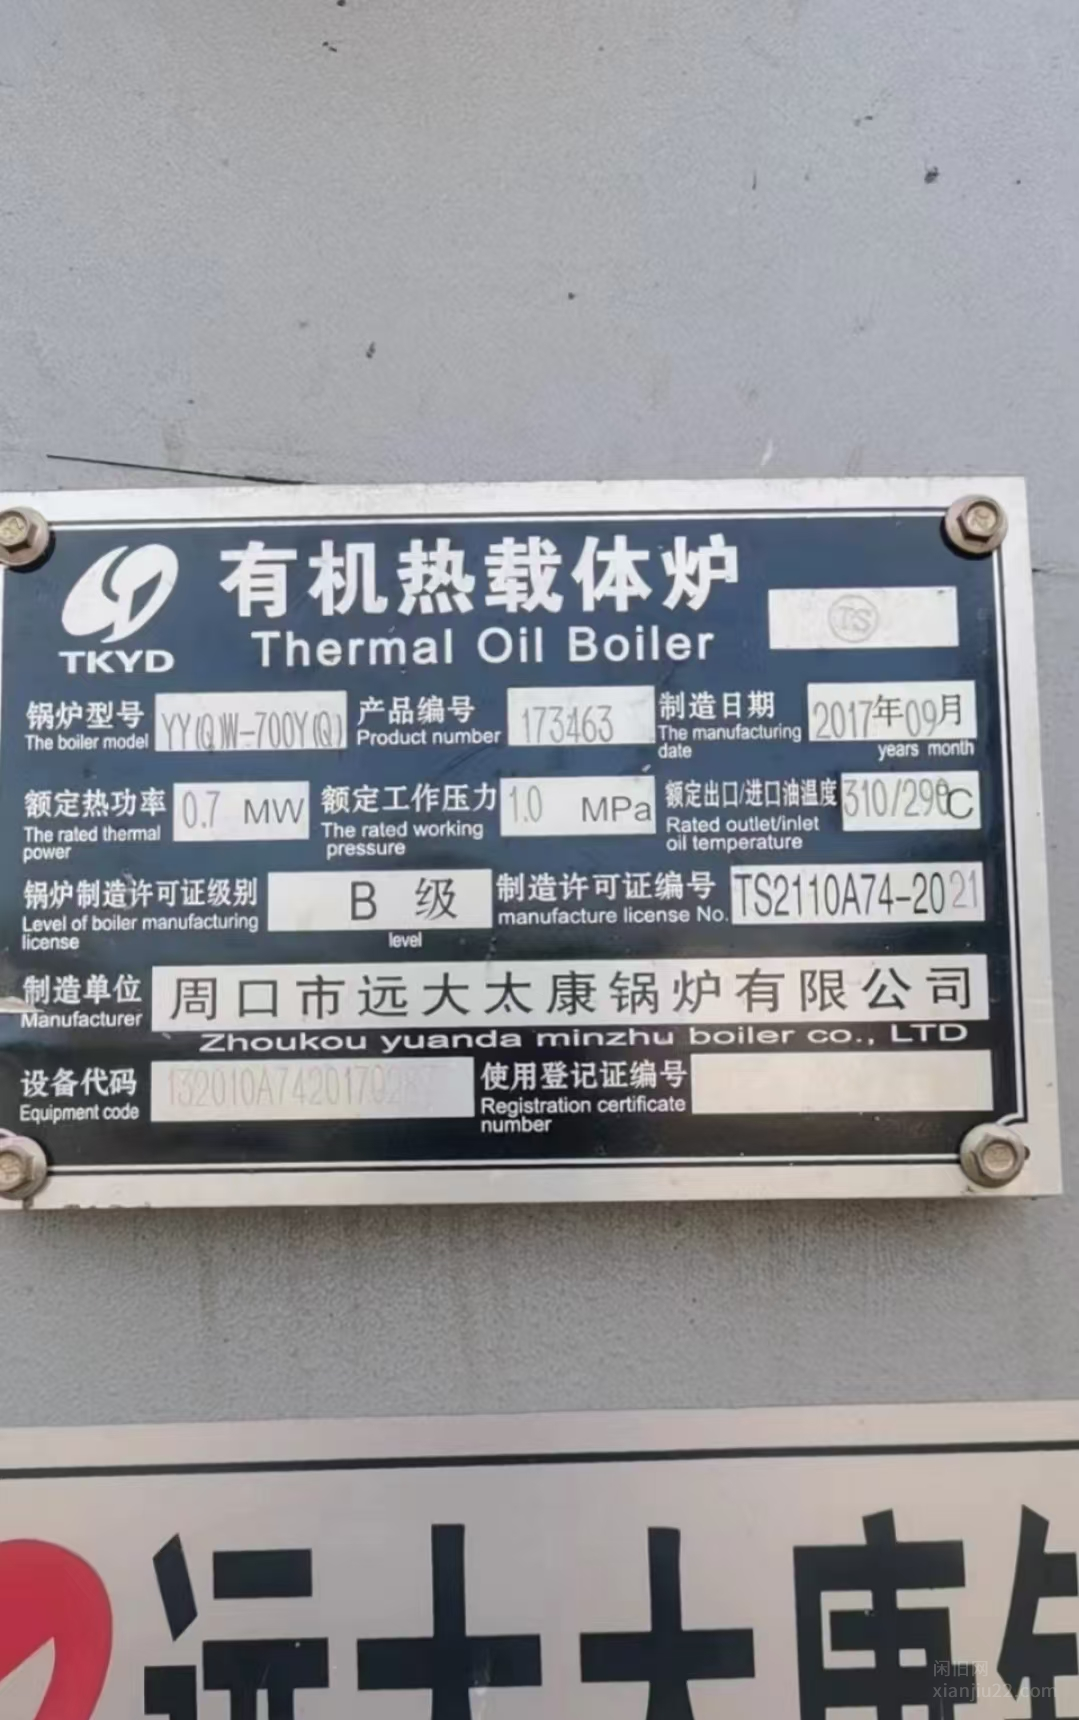 有机热载体炉
Thermal Oil Boiler
TS
TKYD
锅炉型号 YY(Q)W-700Y(Q) 产品编号 173463 制造日期 2017年09月
The boiler model Product number The manufacturing date years month
额定热功率 0.7 MW 额定工作压力 1.0 MPa 额定出口/进口油温度 310/290℃
The rated thermal power The rated working pressure Rated outlet/inlet oil temperature
锅炉制造许可证级别 B 级 制造许可证编号 TS2110A74-2021
Level of boiler manufacturing license level manufacture license No.
制造单位 周口市远大太康锅炉有限公司
Manufacturer Zhoukou yuanda minzhu boiler co., LTD
设备代码 使用登记证编号
Equipment code Registration certificate number
远大太康锅
闲旧网
xianjiu22.com